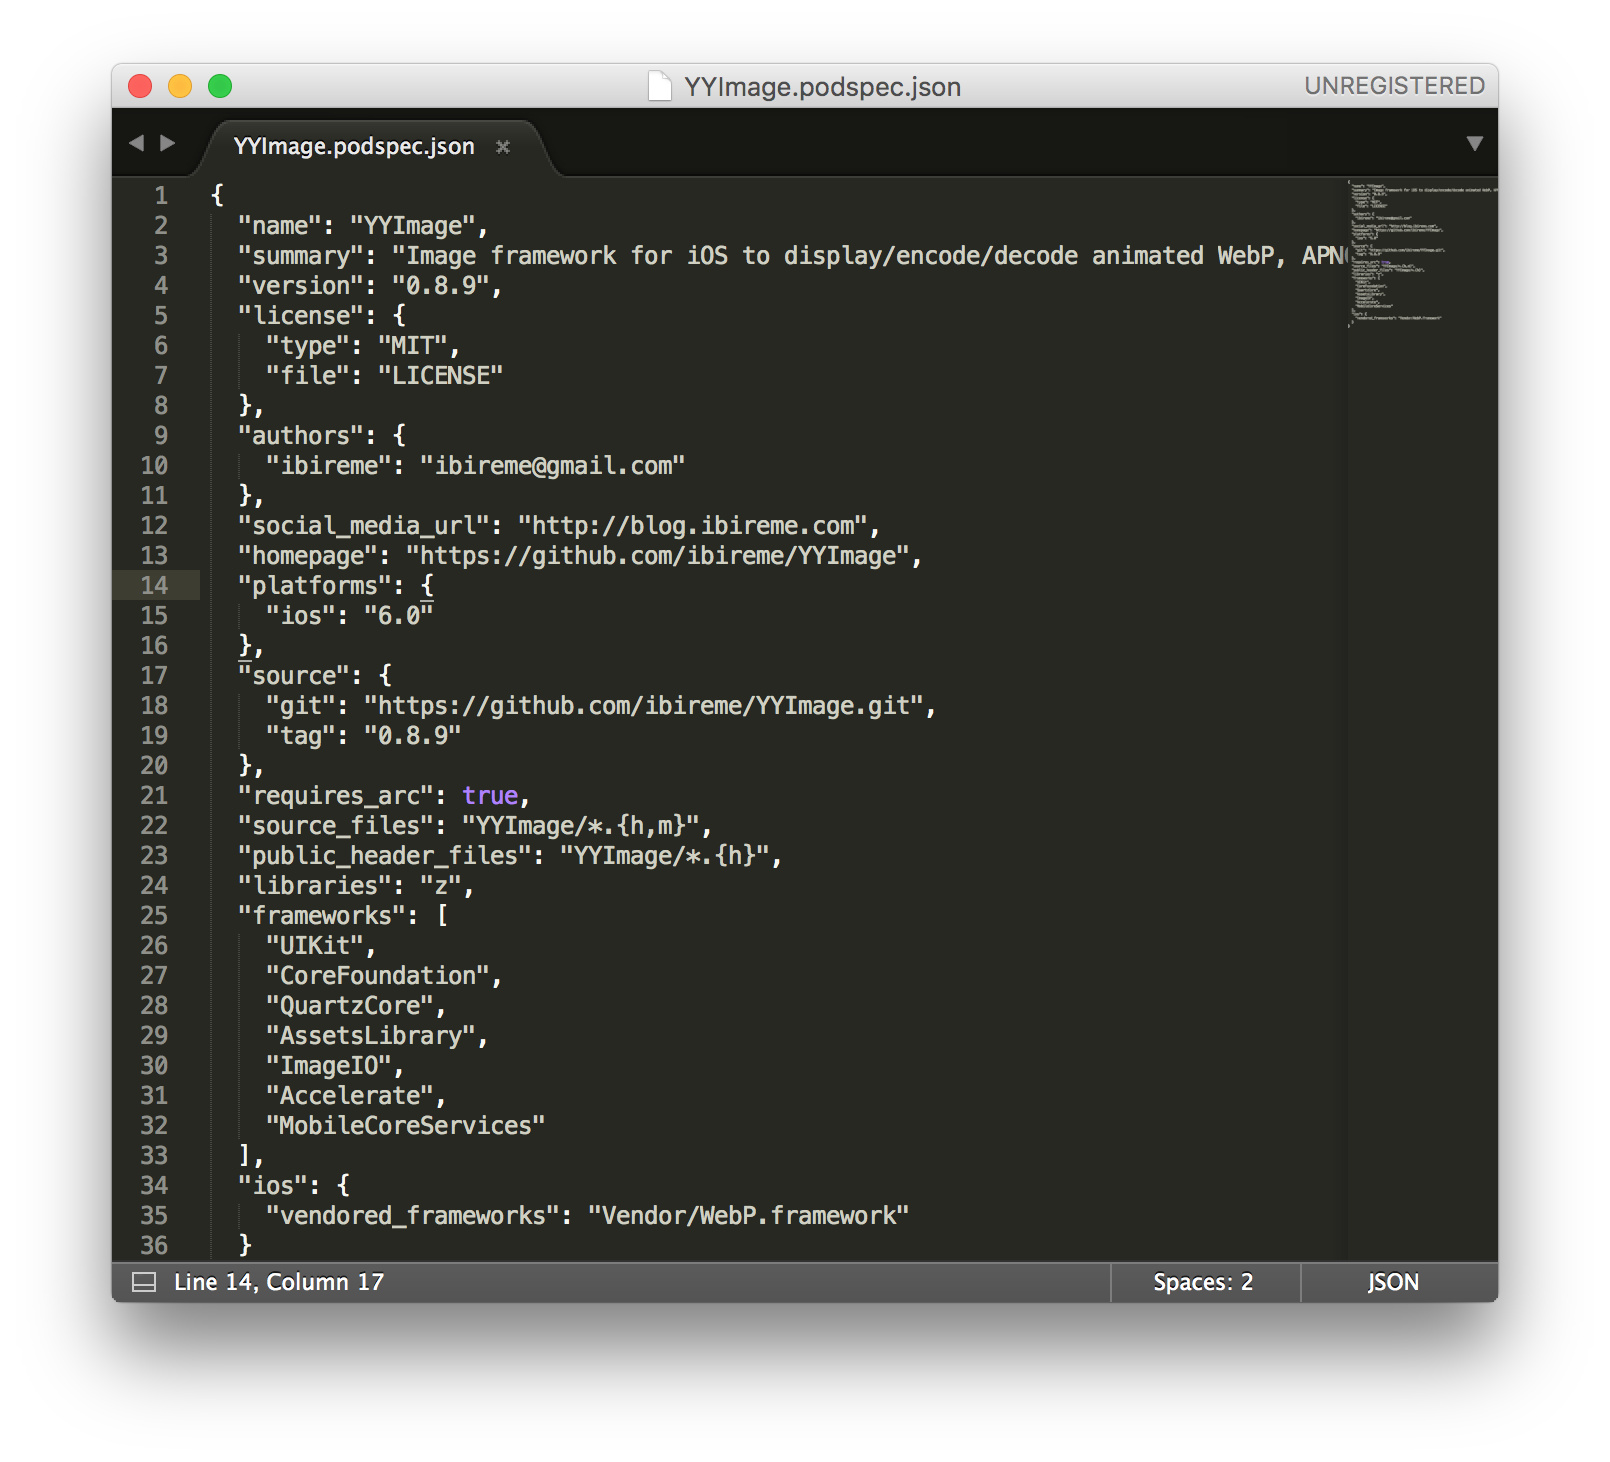 YYImage.podspec.json
UNREGISTERED
YYImage.podspec.json
1 {
2 "name": "YYImage",
3 "summary": "Image framework for iOS to display/encode/decode animated WebP, APNG
4 "version": "0.8.9",
5 "license": {
6 "type": "MIT",
7 "file": "LICENSE"
8 },
9 "authors": {
10 "ibireme": "ibireme@gmail.com"
11 },
12 "social_media_url": "http://blog.ibireme.com",
13 "homepage": "https://github.com/ibireme/YYImage",
14 "platforms": {
15 "ios": "6.0"
16 },
17 "source": {
18 "git": "https://github.com/ibireme/YYImage.git",
19 "tag": "0.8.9"
20 },
21 "requires_arc": true,
22 "source_files": "YYImage/*.{h,m}",
23 "public_header_files": "YYImage/*.{h}",
24 "libraries": "z",
25 "frameworks": [
26 "UIKit",
27 "CoreFoundation",
28 "QuartzCore",
29 "AssetsLibrary",
30 "ImageIO",
31 "Accelerate",
32 "MobileCoreServices"
33 ],
34 "ios": {
35 "vendored_frameworks": "Vendor/WebP.framework"
36 }
Line 14, Column 17
Spaces: 2
JSON